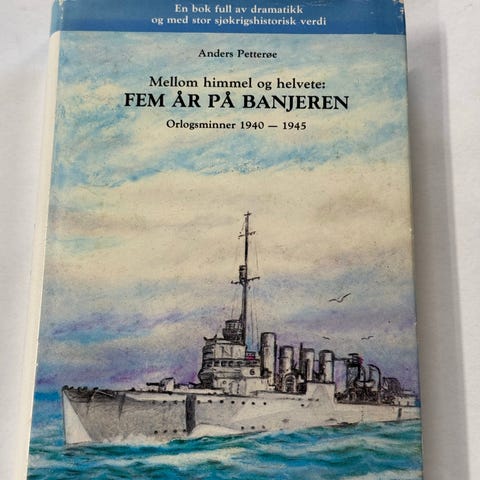 En bok full av dramatikk
og med stor sjøkrigshistorisk verdi
Anders Petterøe
Mellom himmel og helvete:
FEM ÅR PÅ BANJEREN
Orlogsminner 1940 — 1945